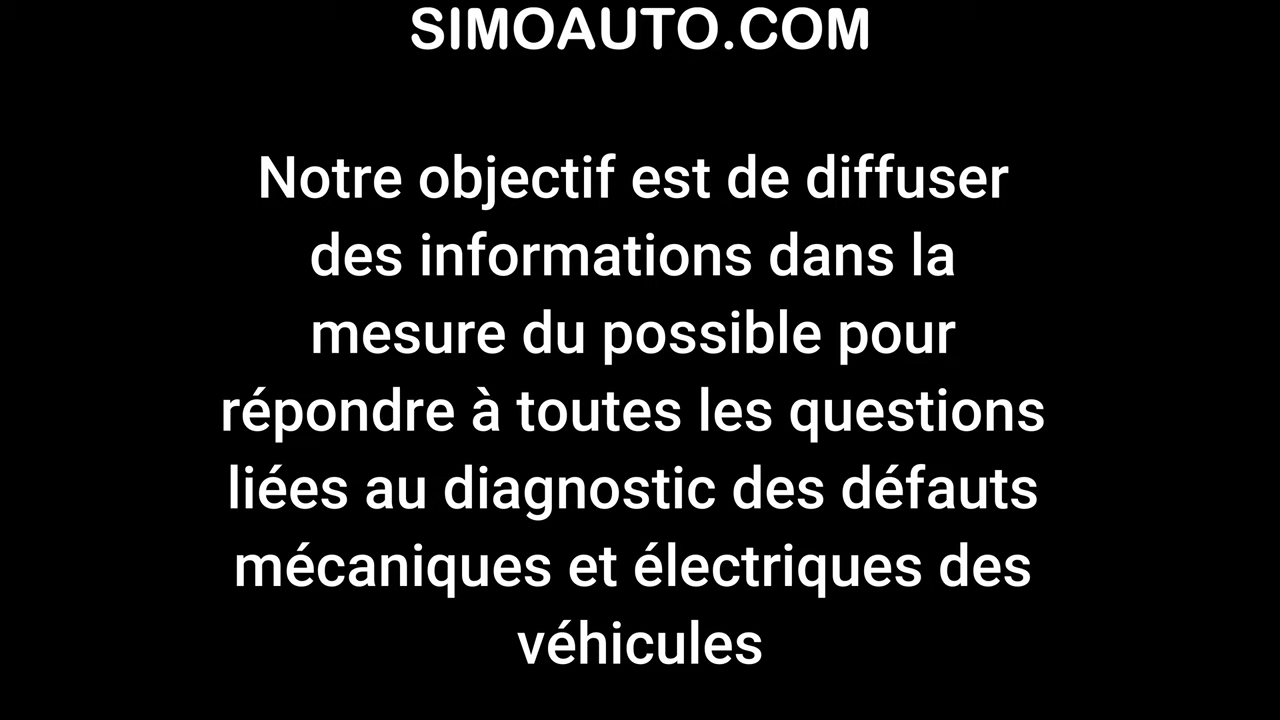 SIMOAUTO.COM
Notre objectif est de diffuser
des informations dans la
mesure du possible pour
répondre à toutes les questions
liées au diagnostic des défauts
mécaniques et électriques des
véhicules